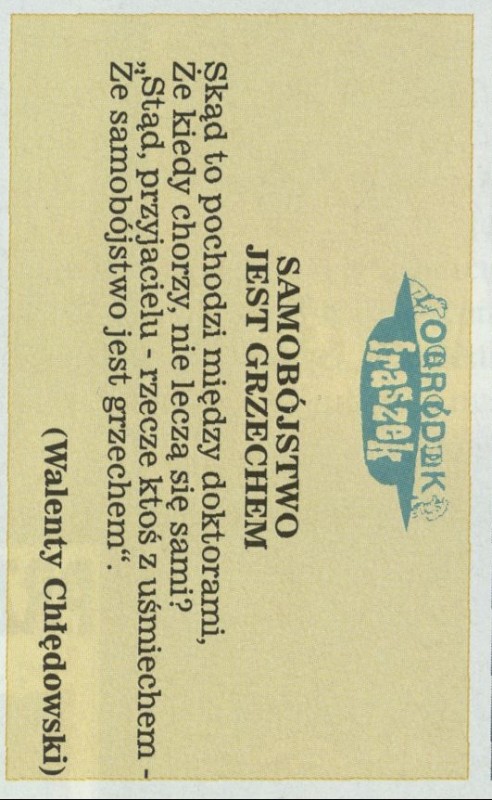 OGRÓDEK
fraszek
SAMOBÓJSTWO
JEST GRZECHEM
Skąd to pochodzi między doktorami,
Że kiedy chorzy, nie leczą się sami?
„Stąd, przyjacielu - rzecze ktoś z uśmiechem -
Że samobójstwo jest grzechem“.
(Walenty Chłędowski)